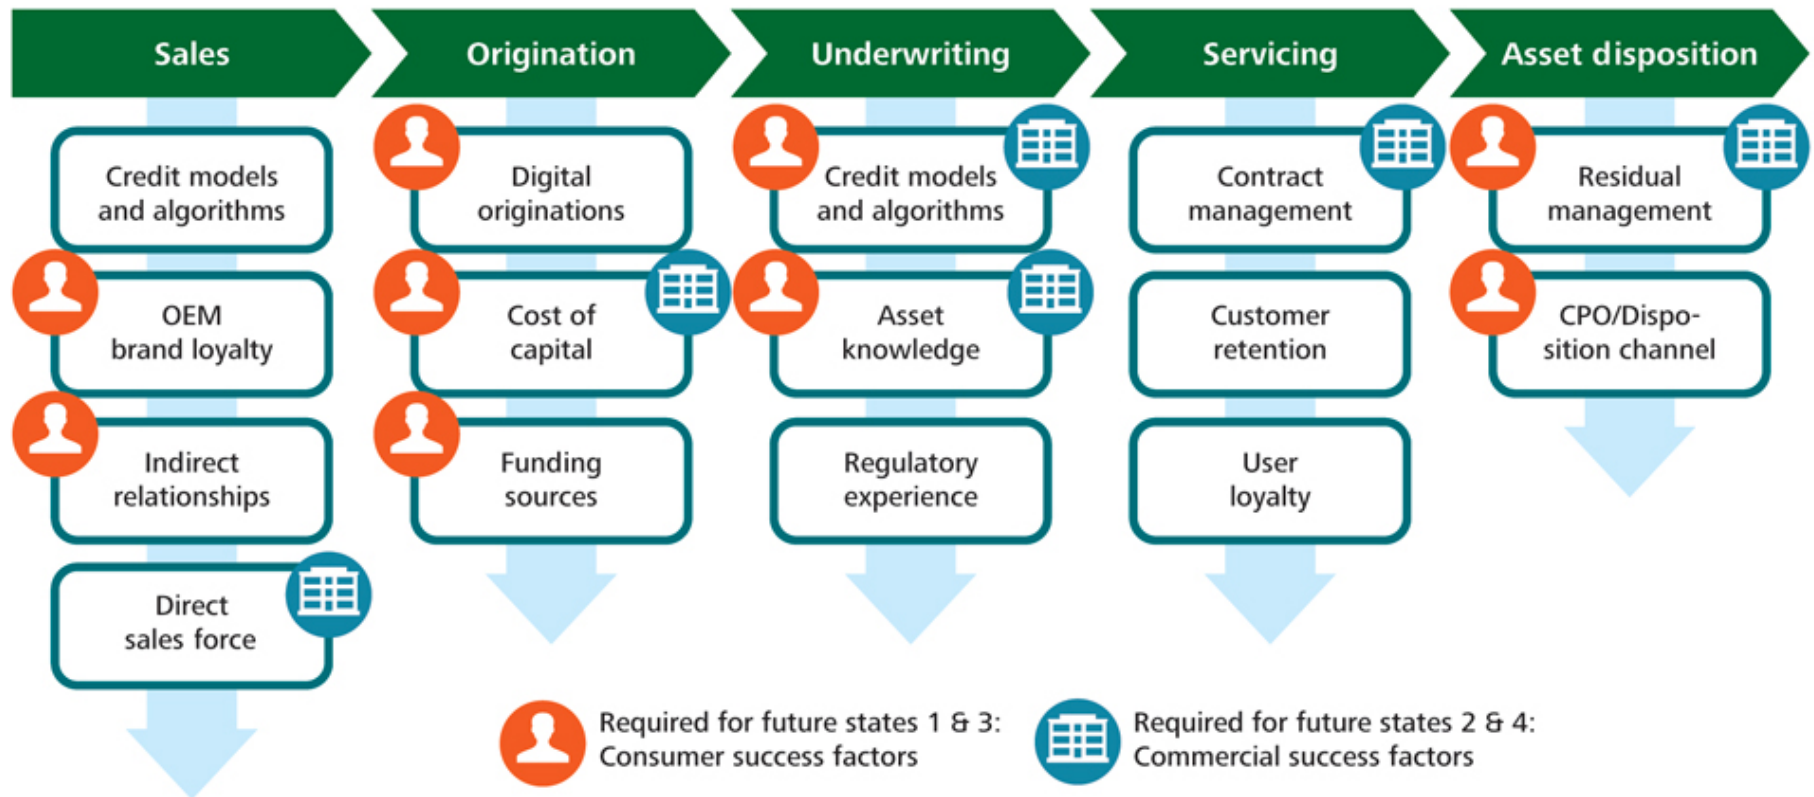 Sales
Origination
Underwriting
Servicing
Asset disposition
Credit models
and algorithms
OEM
brand loyalty
Indirect
relationships
Direct
sales force
Digital
originations
Cost of
capital
Funding
sources
Credit models
and algorithms
Asset
knowledge
Regulatory
experience
Contract
management
Customer
retention
User
loyalty
Residual
management
CPO/Dispo-
sition channel
Required for future states 1 & 3:
Consumer success factors
Required for future states 2 & 4:
Commercial success factors